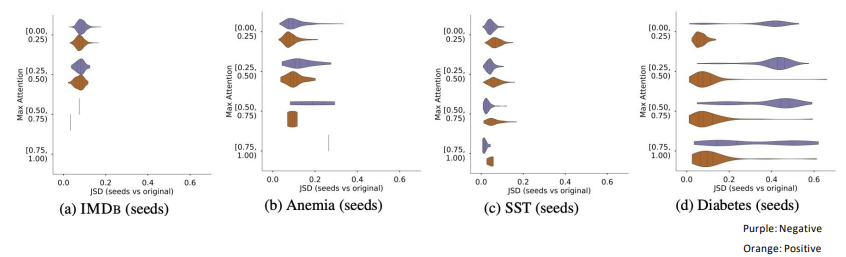 [0.00,
0.25)
[0.25,
0.50)
[0.50,
0.75)
[0.75,
1.00)
Max Attention
0.0 0.2 0.4 0.6
JSD (seeds vs original)
(a) IMDB (seeds)
[0.00,
0.25)
[0.25,
0.50)
[0.50,
0.75)
[0.75,
1.00)
Max Attention
0.0 0.2 0.4 0.6
JSD (seeds vs original)
(b) Anemia (seeds)
[0.00,
0.25)
[0.25,
0.50)
[0.50,
0.75)
[0.75,
1.00)
Max Attention
0.0 0.2 0.4 0.6
JSD (seeds vs original)
(c) SST (seeds)
[0.00,
0.25)
[0.25,
0.50)
[0.50,
0.75)
[0.75,
1.00)
Max Attention
0.0 0.2 0.4 0.6
JSD (seeds vs original)
(d) Diabetes (seeds)
Purple: Negative
Orange: Positive